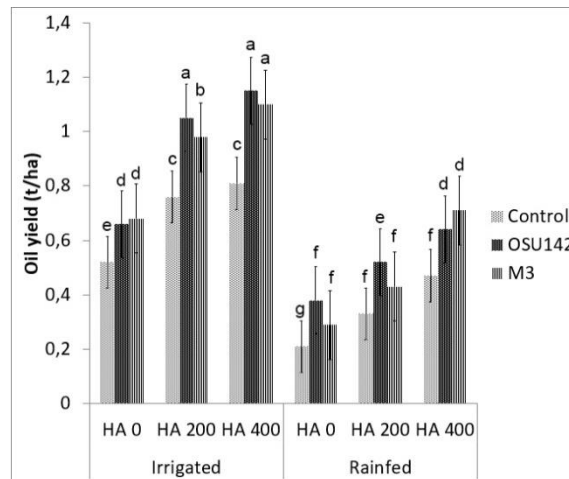 Oil yield (t/ha)
1,4
1,2
1
0,8
0,6
0,4
0,2
0
e d d c a b c a a g f f f e f f d d
HA 0 HA 200 HA 400 HA 0 HA 200 HA 400
Irrigated Rainfed
Control
OSU142
M3